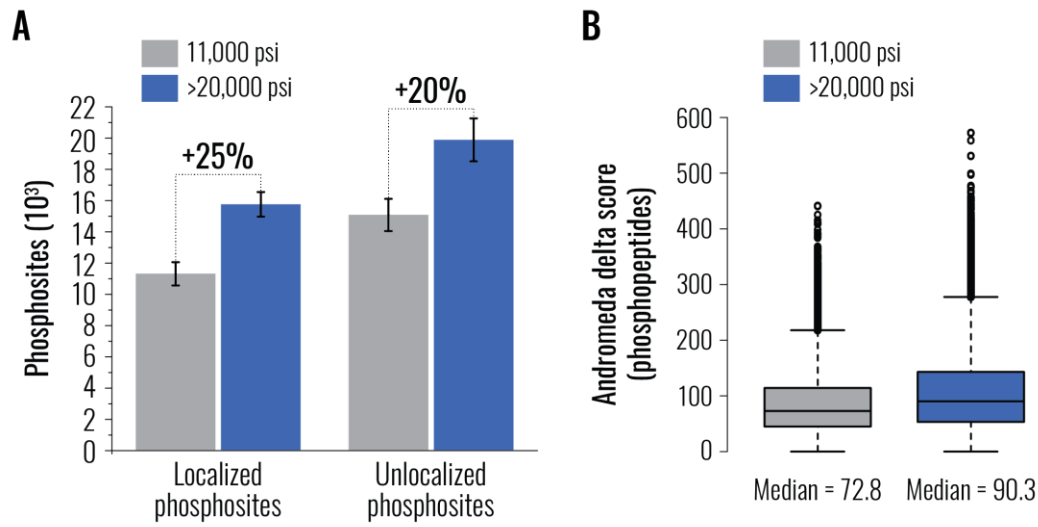 A
11,000 psi
>20,000 psi
+20%
+25%
22
20
18
16
14
12
10
8
6
4
2
0
Phosphosites (10³)
Localized
phosphosites
Unlocalized
phosphosites
B
11,000 psi
>20,000 psi
600
500
400
300
200
100
0
Andromeda delta score
(phosphopeptides)
Median = 72.8
Median = 90.3